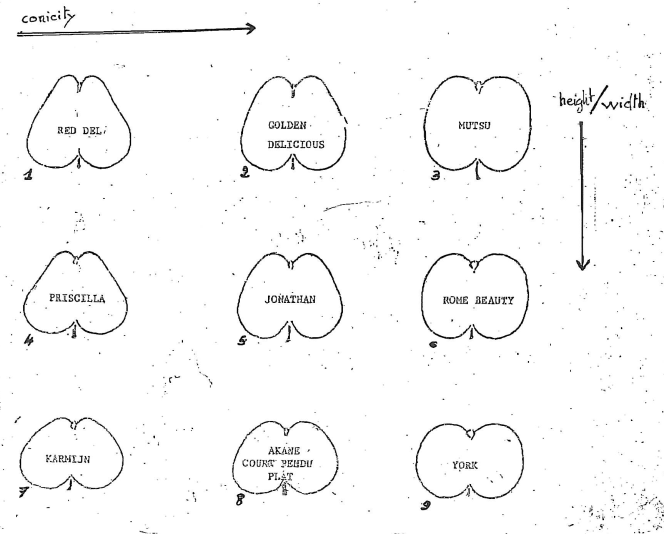 conicity
height/width
RED DEL.
1
GOLDEN
DELICIOUS
2
MUTSU
3
PRISCILLA
4
JONATHAN
5
ROME BEAUTY
6
KARMIJN
7
AKANE
COURT PENDU
PLAT
8
YORK
9